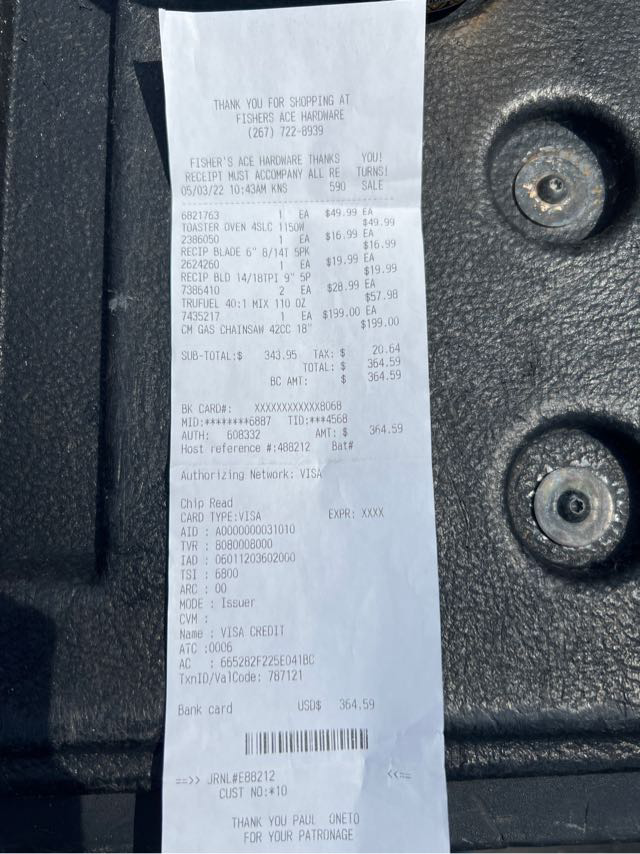 THANK YOU FOR SHOPPING AT
FISHERS ACE HARDWARE
(267) 722-8939
FISHER'S ACE HARDWARE THANKS YOU!
RECEIPT MUST ACCOMPANY ALL RE TURNS!
05/03/22 10:43AM KNS 590 SALE
6821763 1 EA $49.99 EA
TOASTER OVEN 4SLC 1150W $49.99
2386050 1 EA $16.99 EA
RECIP BLADE 6" 8/14T 5PK $16.99
2624260 1 EA $19.99 EA
RECIP BLD 14/18TPI 9" 5P $19.99
7386410 2 EA $28.99 EA
TRUFUEL 40:1 MIX 110 OZ $57.98
7435217 1 EA $199.00 EA
CM GAS CHAINSAW 42CC 18" $199.00
SUB-TOTAL:$ 343.95 TAX: $ 20.64
TOTAL: $ 364.59
BC AMT: $ 364.59
BK CARD#: XXXXXXXXXXXX8068
MID:********6887 TID:***4568
AUTH: 608332 AMT: $ 364.59
Host reference #:488212 Bat#
Authorizing Network: VISA
Chip Read
CARD TYPE:VISA EXPR: XXXX
AID : A0000000031010
TVR : 8080008000
IAD : 06011203602000
TSI : 6800
ARC : 00
MODE : Issuer
CVM :
Name : VISA CREDIT
ATC :0006
AC : 665282F225E041BC
TxnID/ValCode: 787121
Bank card USD$ 364.59
==>> JRNL#E88212 <<==
CUST NO:*10
THANK YOU PAUL ONETO
FOR YOUR PATRONAGE